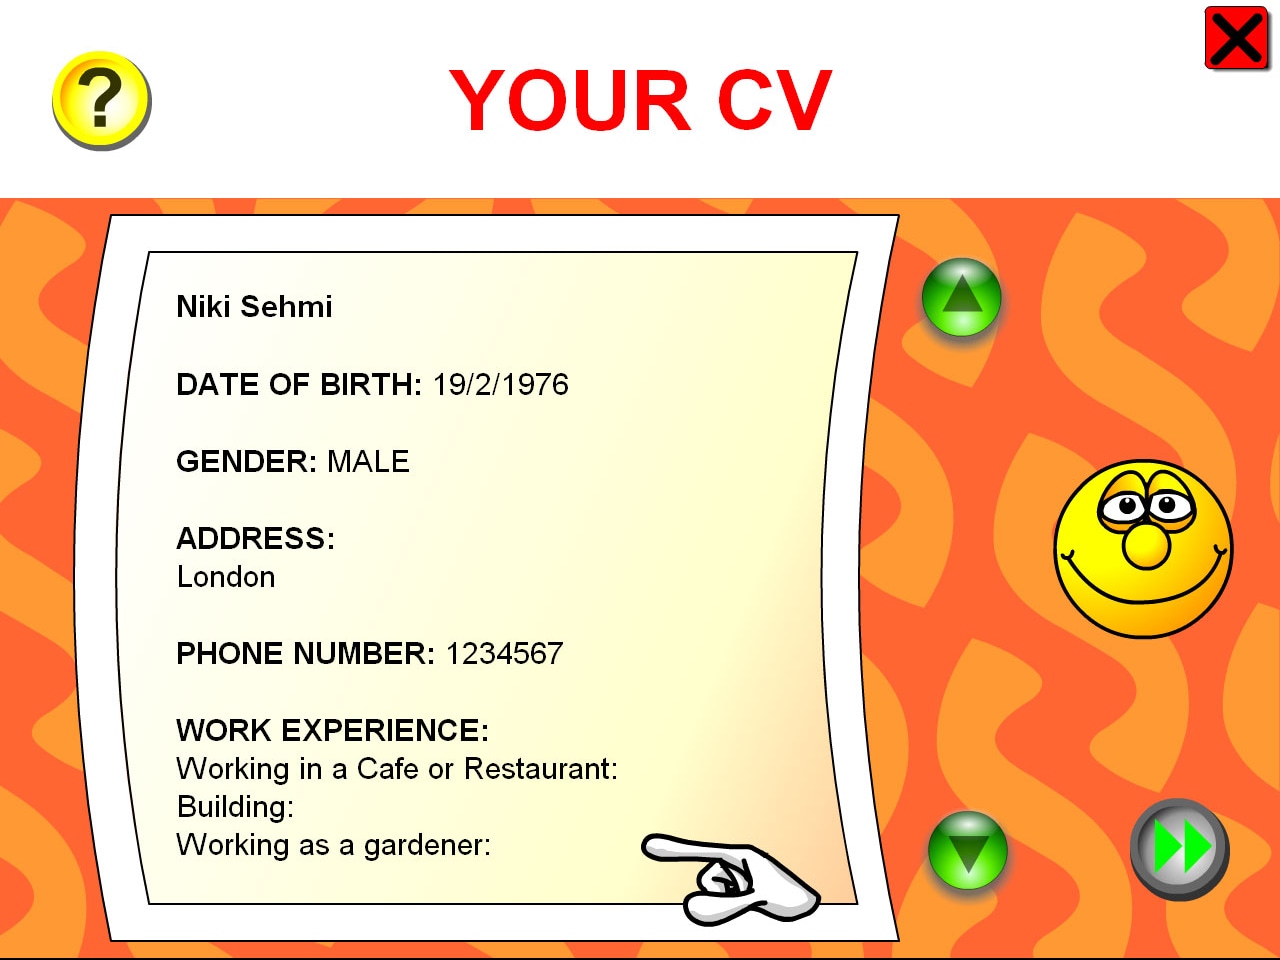 ?
YOUR CV
Niki Sehmi
DATE OF BIRTH: 19/2/1976
GENDER: MALE
ADDRESS:
London
PHONE NUMBER: 1234567
WORK EXPERIENCE:
Working in a Cafe or Restaurant:
Building:
Working as a gardener: